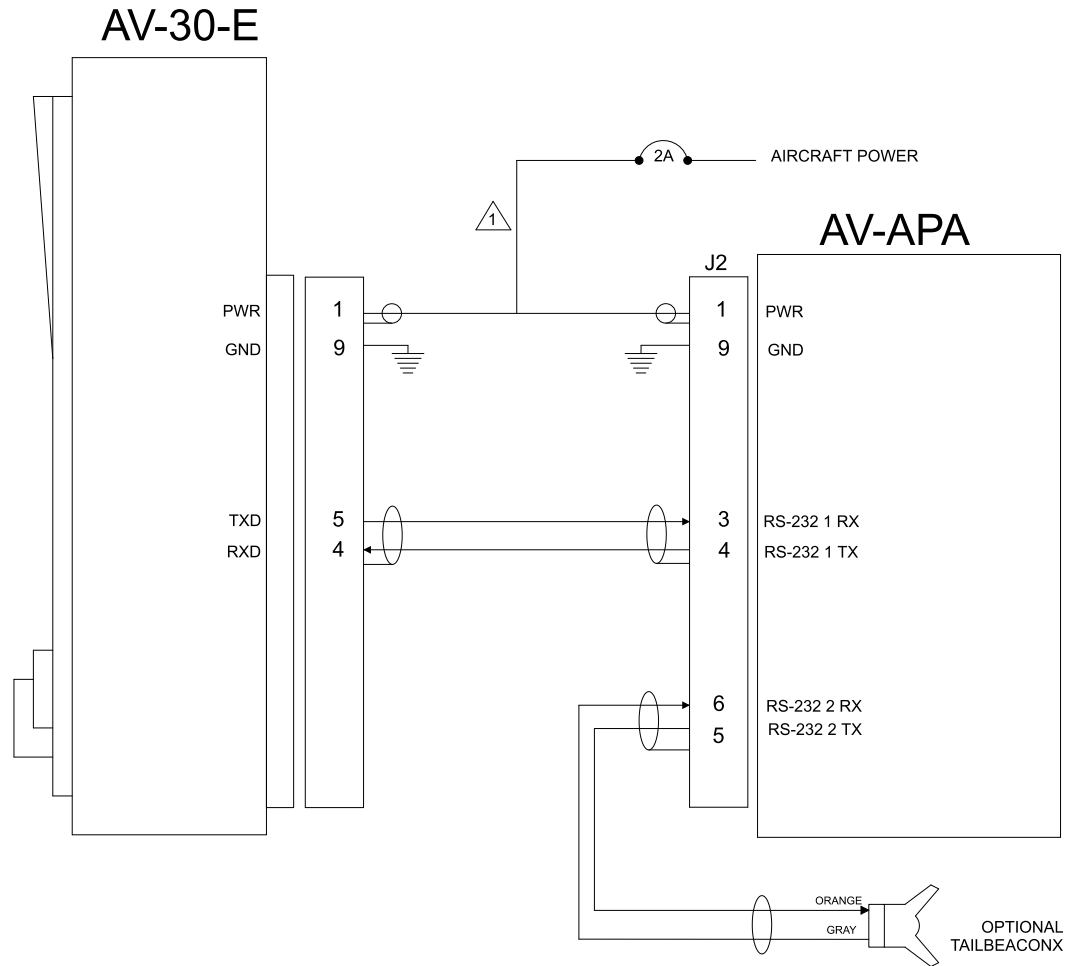 AV-30-E
2A
AIRCRAFT POWER
1
AV-APA
J2
PWR
1
1
PWR
GND
9
9
GND
TXD
5
3
RS-232 1 RX
RXD
4
4
RS-232 1 TX
6
RS-232 2 RX
5
RS-232 2 TX
ORANGE
GRAY
OPTIONAL
TAILBEACONX